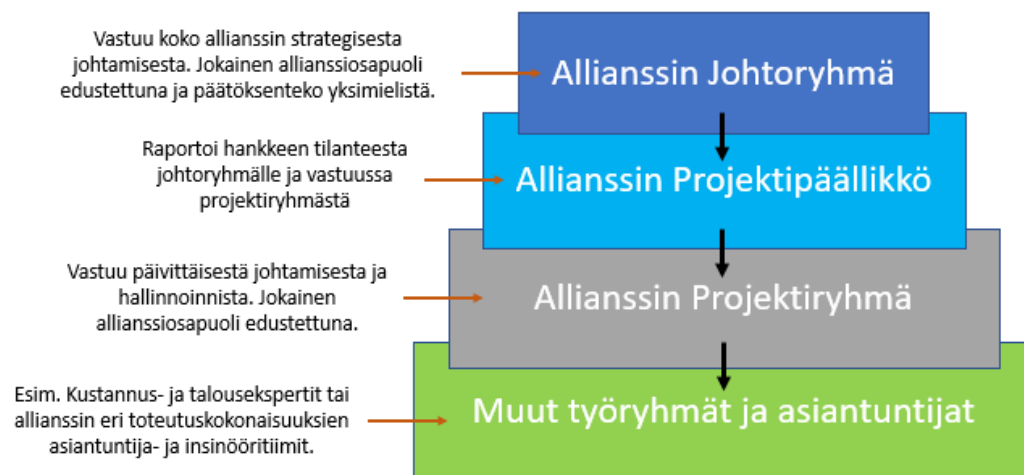 Vastuu koko allianssin strategisesta
johtamisesta. Jokainen allianssiosapuoli
edustettuna ja päätöksenteko yksimielistä.
Allianssin Johtoryhmä
Raportoi hankkeen tilanteesta
johtoryhmälle ja vastuussa
projektiryhmästä
Allianssin Projektipäällikkö
Vastuu päivittäisestä johtamisesta ja
hallinnoinnista. Jokainen
allianssiosapuoli edustettuna.
Allianssin Projektiryhmä
Esim. Kustannus- ja talousekspertit tai
allianssin eri toteutuskokonaisuuksien
asiantuntija- ja insinööritiimit.
Muut työryhmät ja asiantuntijat